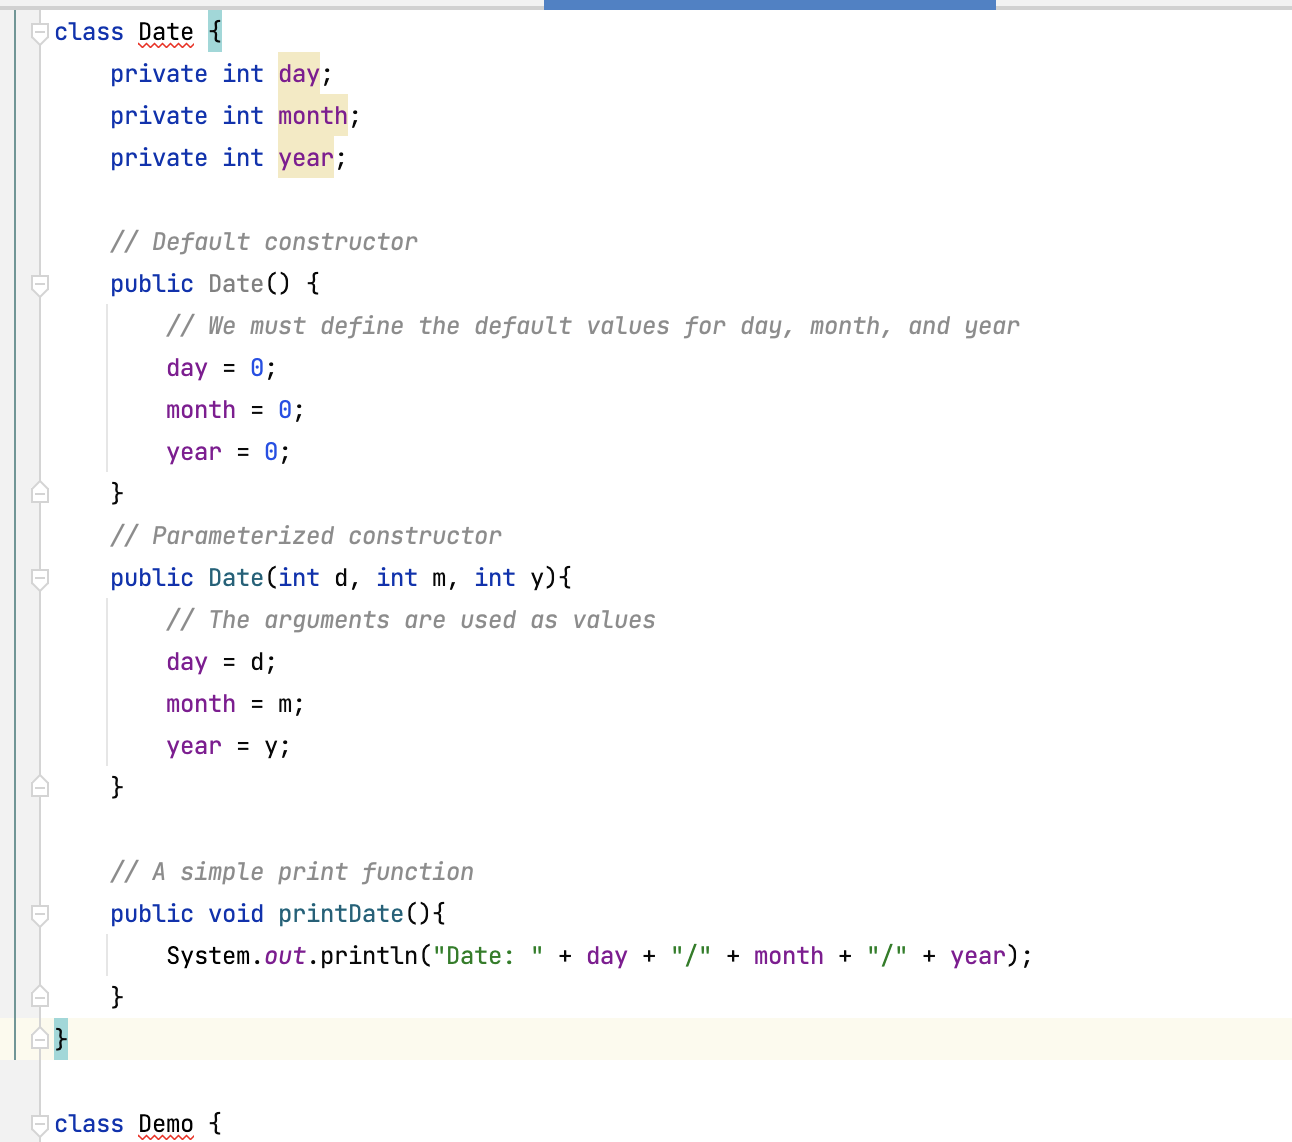 class Date {
    private int day;
    private int month;
    private int year;

    // Default constructor
    public Date() {
        // We must define the default values for day, month, and year
        day = 0;
        month = 0;
        year = 0;
    }
    // Parameterized constructor
    public Date(int d, int m, int y){
        // The arguments are used as values
        day = d;
        month = m;
        year = y;
    }

    // A simple print function
    public void printDate(){
        System.out.println("Date: " + day + "/" + month + "/" + year);
    }
}

class Demo {